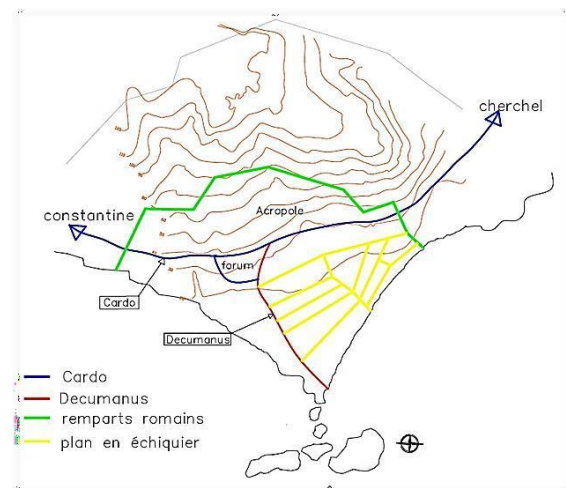 cherchel
Acropole
constantine
forum
Cardo
Decumanus
Cardo
Decumanus
remparts romains
plan en échiquier